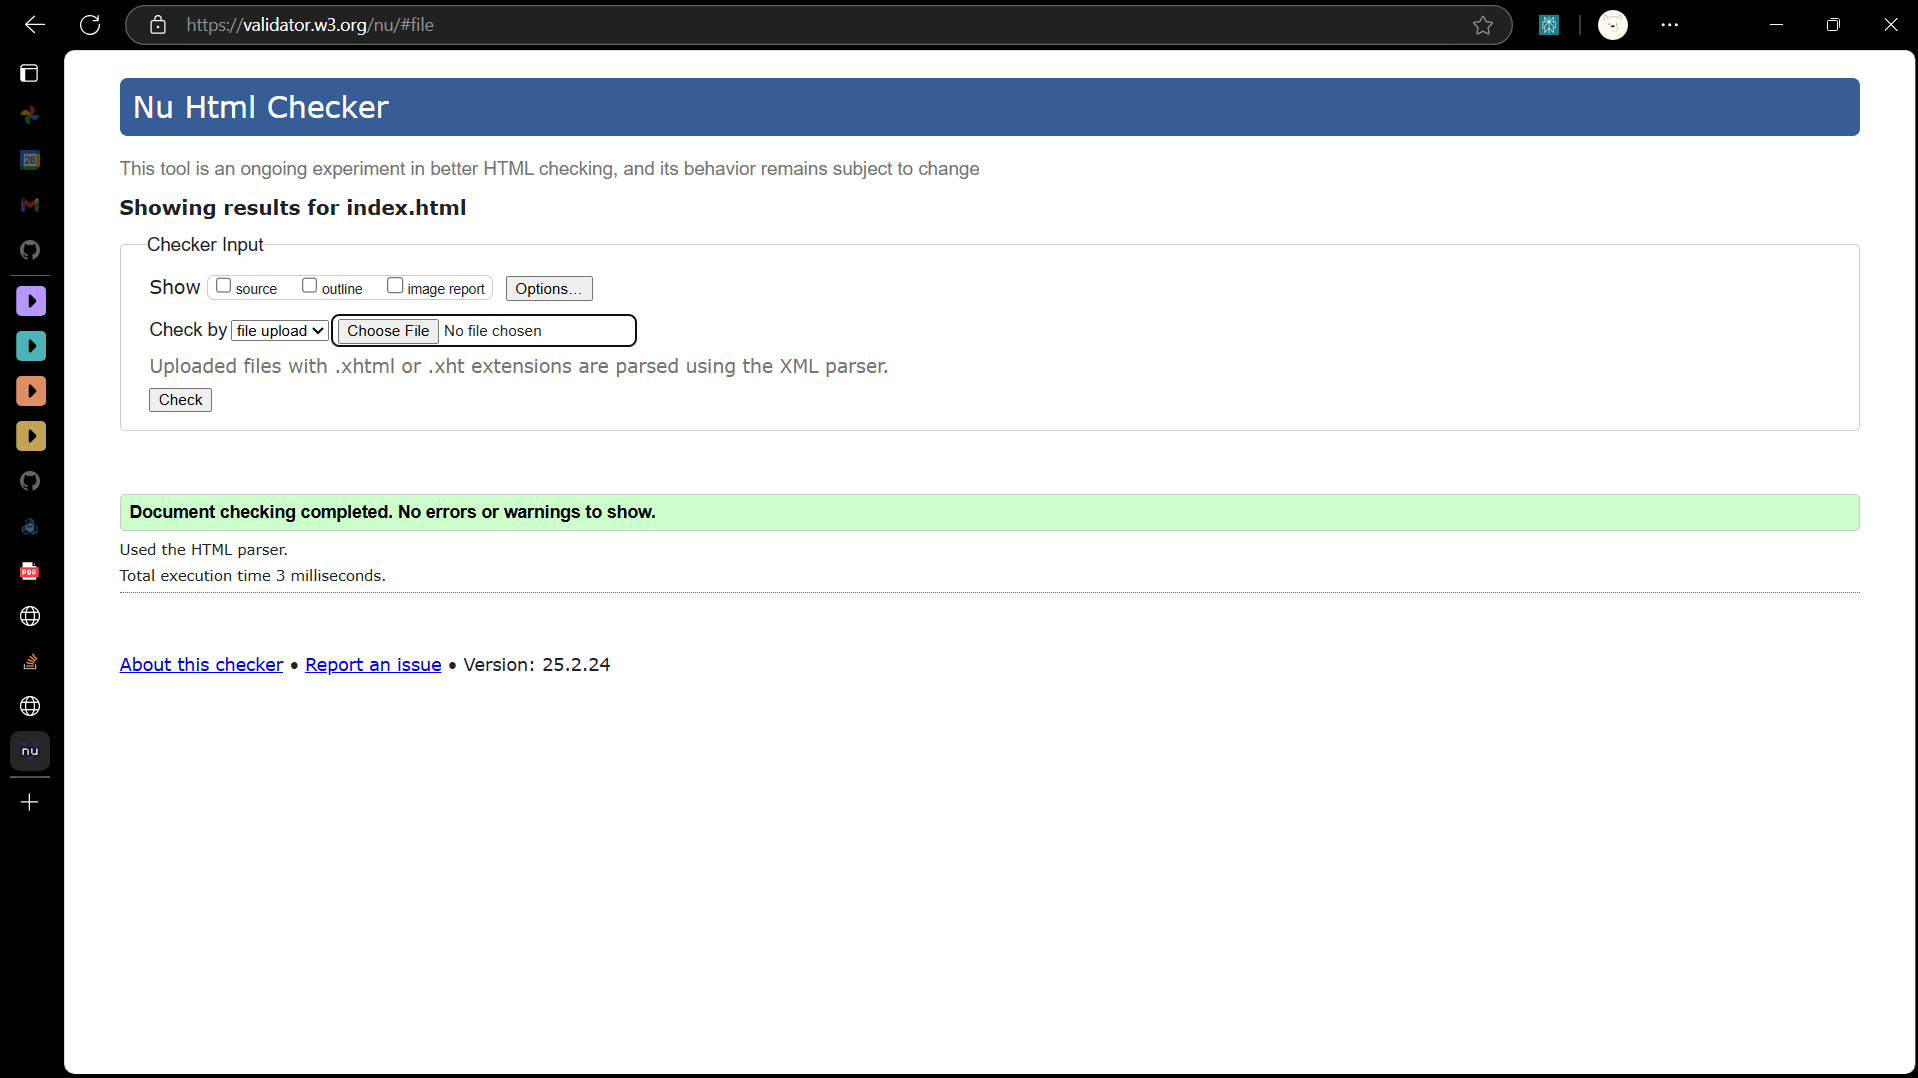 https://validator.w3.org/nu/#file
Nu Html Checker
This tool is an ongoing experiment in better HTML checking, and its behavior remains subject to change
Showing results for index.html
Checker Input
Show source outline image report Options...
Check by file upload Choose File No file chosen
Uploaded files with .xhtml or .xht extensions are parsed using the XML parser.
Check
Document checking completed. No errors or warnings to show.
Used the HTML parser.
Total execution time 3 milliseconds.
About this checker • Report an issue • Version: 25.2.24
28
PDF
nu